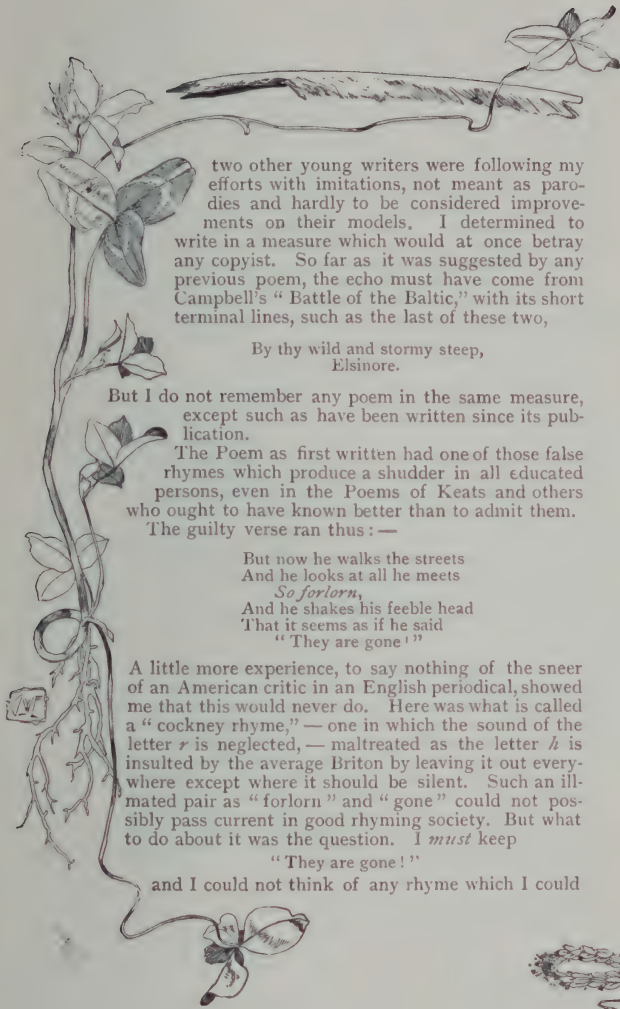 two other young writers were following my
efforts with imitations, not meant as paro-
dies and hardly to be considered improve-
ments on their models. I determined to
write in a measure which would at once betray
any copyist. So far as it was suggested by any
previous poem, the echo must have come from
Campbell's "Battle of the Baltic," with its short
terminal lines, such as the last of these two,
By thy wild and stormy steep,
Elsinore.
But I do not remember any poem in the same measure,
except such as have been written since its pub-
lication.
The Poem as first written had one of those false
rhymes which produce a shudder in all educated
persons, even in the Poems of Keats and others
who ought to have known better than to admit them.
The guilty verse ran thus: —
But now he walks the streets
And he looks at all he meets
So forlorn,
And he shakes his feeble head
That it seems as if he said
"They are gone!"
A little more experience, to say nothing of the sneer
of an American critic in an English periodical, showed
me that this would never do. Here was what is called
a "cockney rhyme," — one in which the sound of the
letter r is neglected, — maltreated as the letter h is
insulted by the average Briton by leaving it out every-
where except where it should be silent. Such an ill-
mated pair as "forlorn" and "gone" could not pos-
sibly pass current in good rhyming society. But what
to do about it was the question. I must keep
"They are gone!"
and I could not think of any rhyme which I could